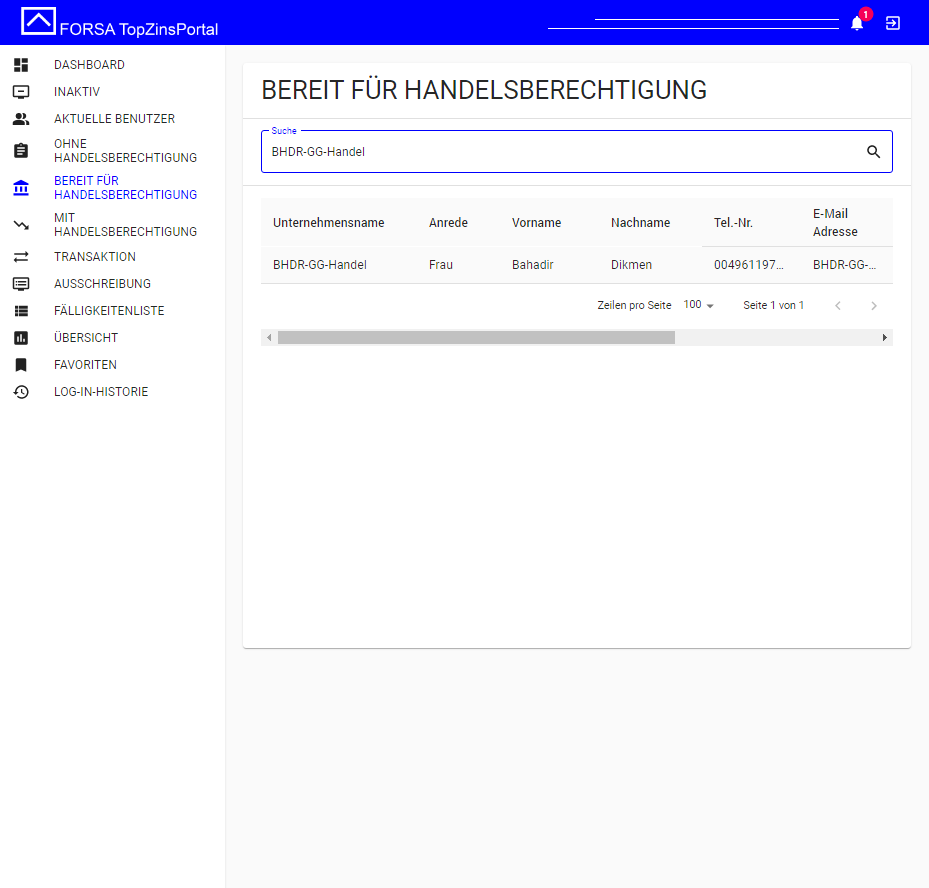 FORSA TopZinsPortal
1
DASHBOARD
INAKTIV
AKTUELLE BENUTZER
OHNE
HANDELSBERECHTIGUNG
BEREIT FÜR
HANDELSBERECHTIGUNG
MIT
HANDELSBERECHTIGUNG
TRANSAKTION
AUSSCHREIBUNG
FÄLLIGKEITENLISTE
ÜBERSICHT
FAVORITEN
LOG-IN-HISTORIE
BEREIT FÜR HANDELSBERECHTIGUNG
Suche
BHDR-GG-Handel
Unternehmensname Anrede Vorname Nachname Tel.-Nr. E-Mail Adresse
BHDR-GG-Handel Frau Bahadir Dikmen 004961197... BHDR-GG-...
Zeilen pro Seite 100 Seite 1 von 1